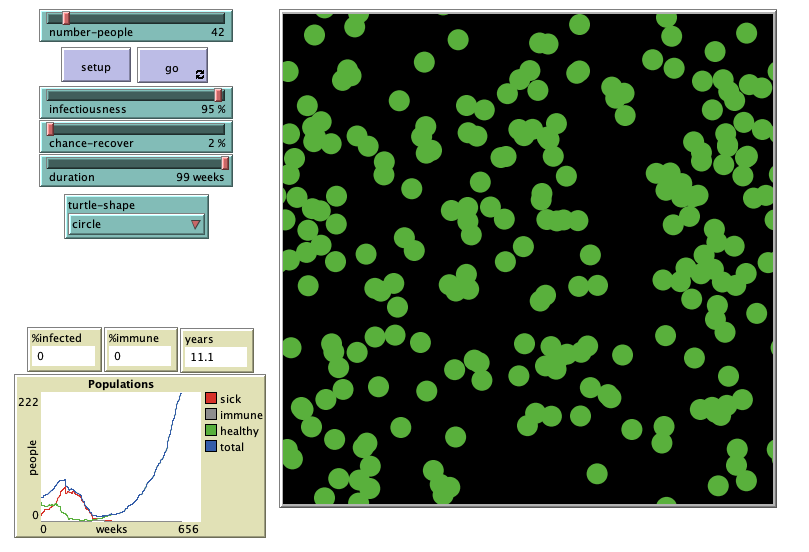 number-people 42
setup go
infectiousness 95 %
chance-recover 2 %
duration 99 weeks
turtle-shape
circle
%infected %immune years
0 0 11.1
Populations
222
people
0
0 weeks 656
sick
immune
healthy
total